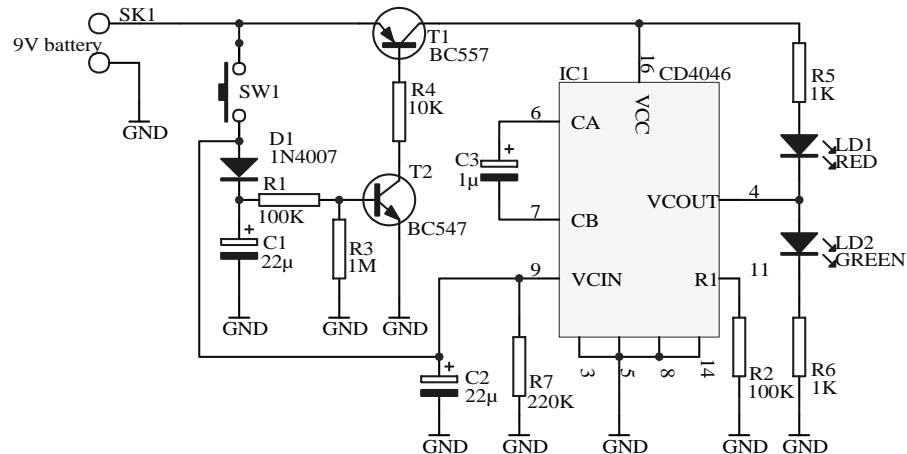 SK1
9V battery
GND
SW1
D1
1N4007
R1
100K
C1
22µ
GND
R3
1M
GND
T1
BC557
R4
10K
T2
BC547
GND
C3
1µ
IC1
CD4046
16
VCC
6
CA
7
CB
VCOUT
4
9
VCIN
R1
11
3
5
8
14
GND
C2
22µ
GND
R7
220K
GND
R2
100K
GND
R5
1K
LD1
RED
LD2
GREEN
R6
1K
GND